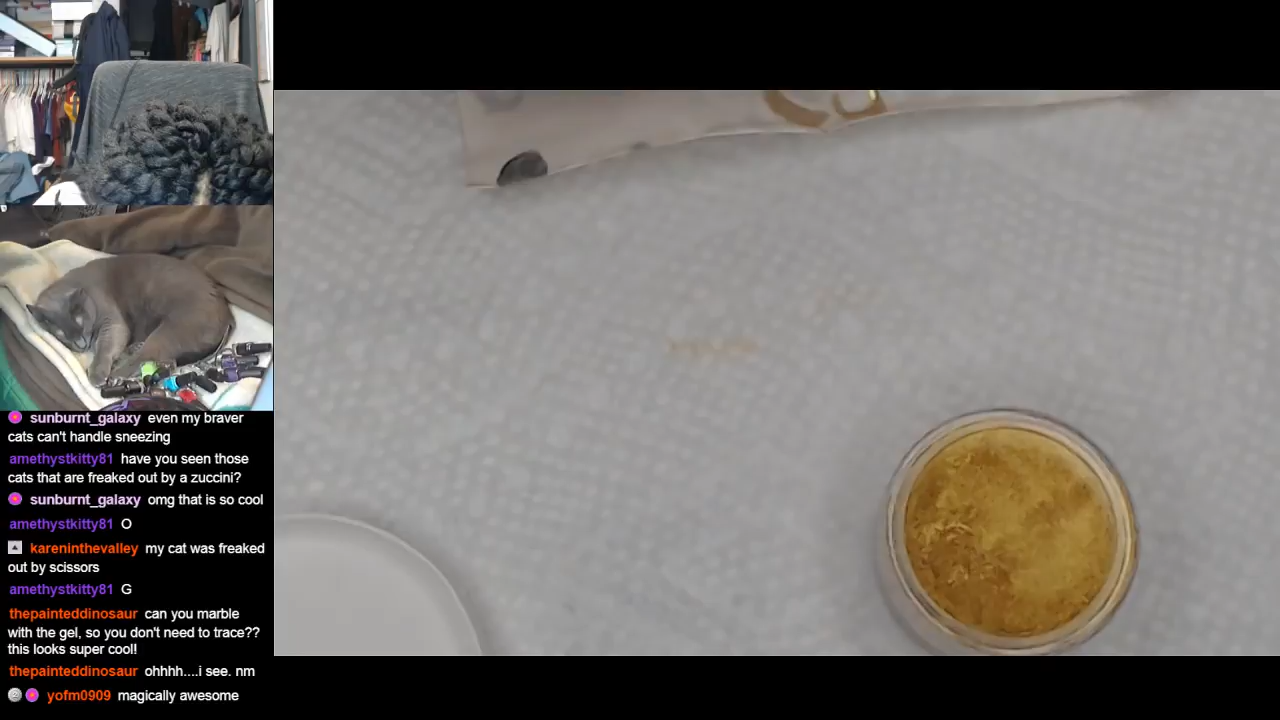 sunburnt_galaxy even my braver
cats can't handle sneezing
amethystkitty81 have you seen those
cats that are freaked out by a zuccini?
sunburnt_galaxy omg that is so cool
amethystkitty81 O
kareninthevalley my cat was freaked
out by scissors
amethystkitty81 G
thepainteddinosaur can you marble
with the gel, so you don't need to trace??
this looks super cool!
thepainteddinosaur ohhhh....i see. nm
yofm0909 magically awesome